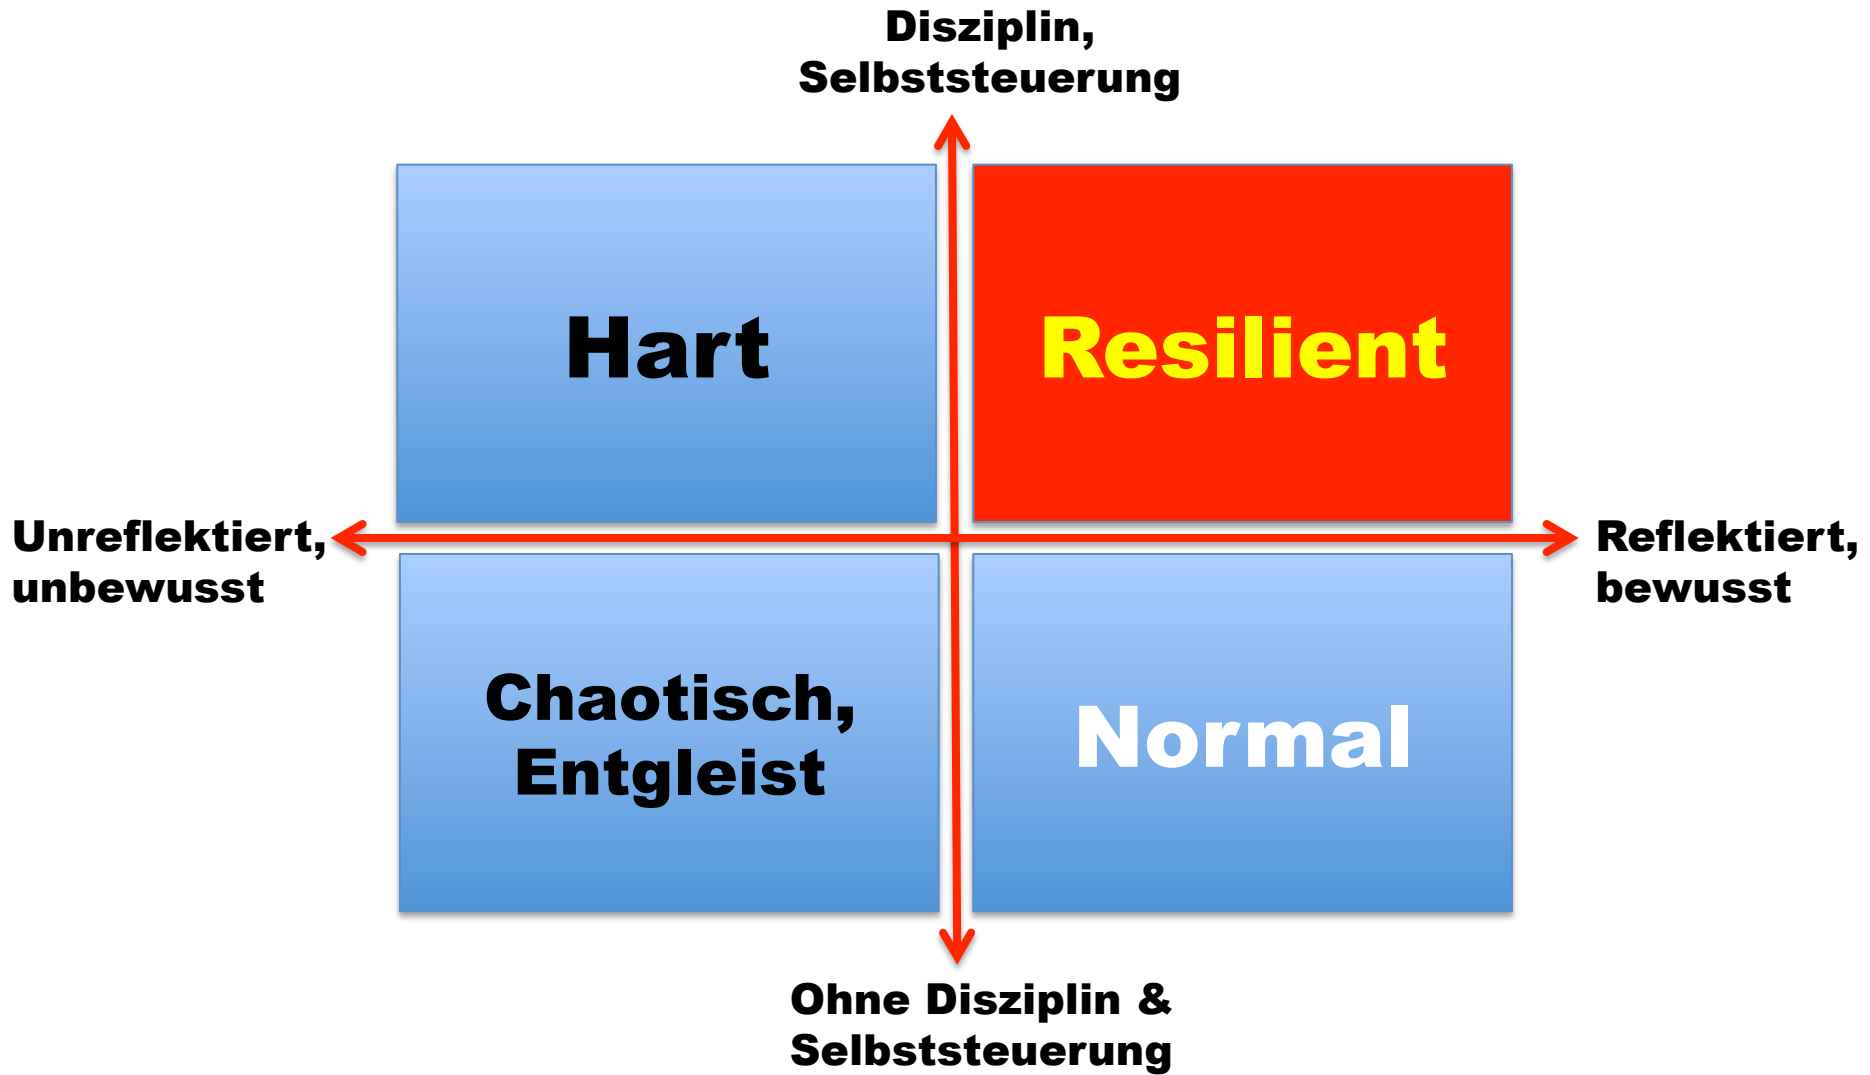 Disziplin,
Selbststeuerung
Hart
Resilient
Unreflektiert,
unbewusst
Reflektiert,
bewusst
Chaotisch,
Entgleist
Normal
Ohne Disziplin &
Selbststeuerung